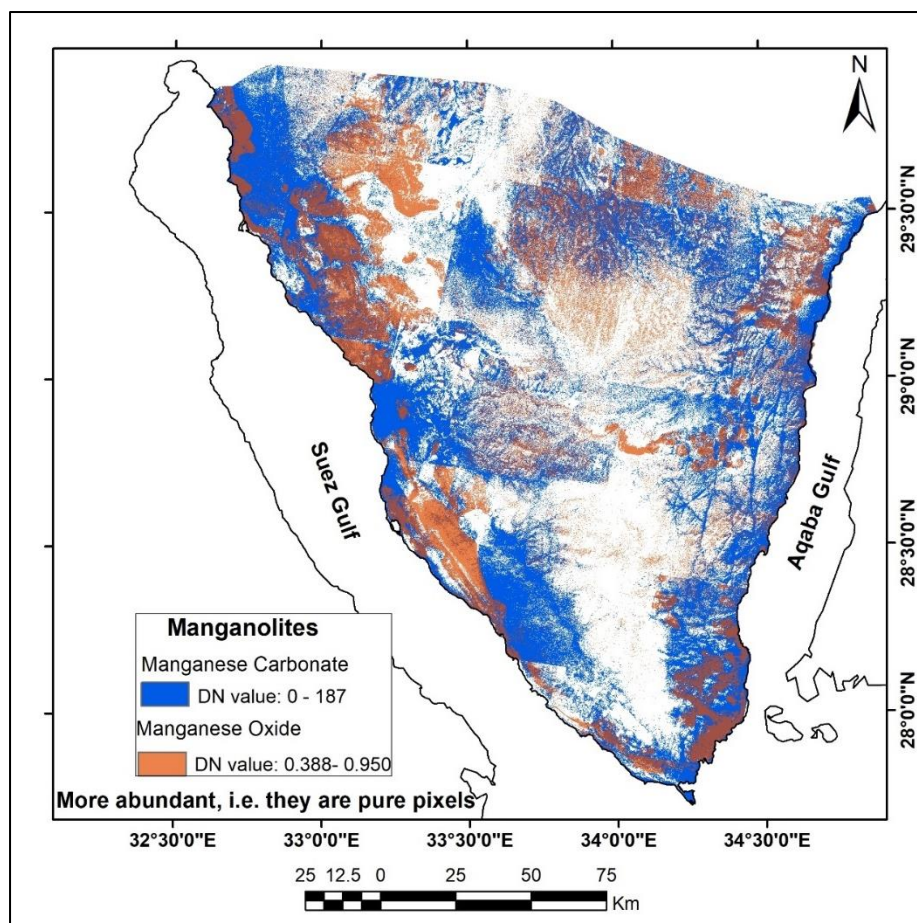 N
29°30'0"N
29°0'0"N
28°30'0"N
28°0'0"N
Suez Gulf
Aqaba Gulf
Manganolites
Manganese Carbonate
DN value: 0 - 187
Manganese Oxide
DN value: 0.388- 0.950
More abundant, i.e. they are pure pixels
32°30'0"E 33°0'0"E 33°30'0"E 34°0'0"E 34°30'0"E
25 12.5 0 25 50 75
Km